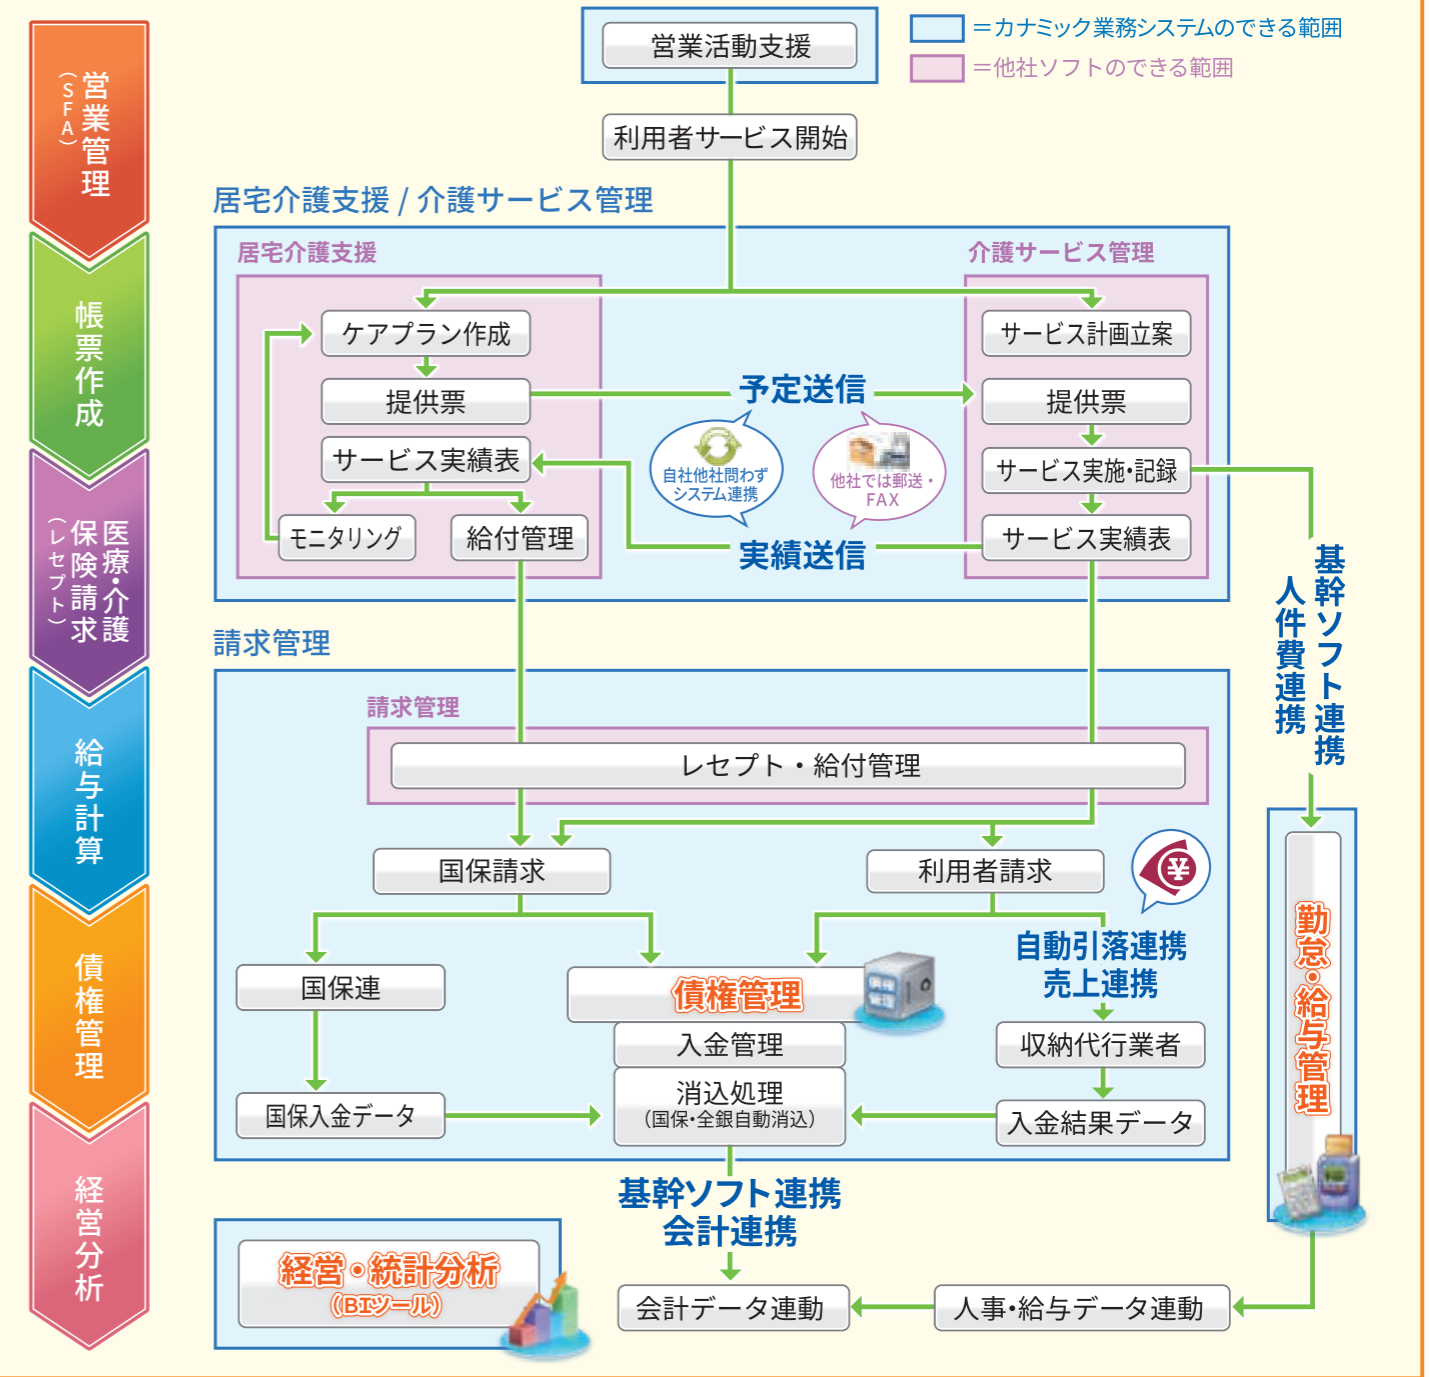 営業管理
（SFA）
帳票作成
医療・介護
保険請求
（レセプト）
給与計算
債権管理
経営分析
＝カナミック業務システムのできる範囲
＝他社ソフトのできる範囲
営業活動支援
利用者サービス開始
居宅介護支援 / 介護サービス管理
居宅介護支援
介護サービス管理
ケアプラン作成
サービス計画立案
提供票
予定送信
提供票
サービス実績表
自社他社問わず
システム連携
他社では郵送・
FAX
サービス実施・記録
モニタリング
給付管理
実績送信
サービス実績表
基幹ソフト連携
人件費連携
請求管理
請求管理
レセプト・給付管理
国保請求
利用者請求
¥
自動引落連携
売上連携
国保連
債権管理
入金管理
収納代行業者
消込処理
（国保・全銀自動消込）
国保入金データ
入金結果データ
勤怠・給与管理
基幹ソフト連携
会計連携
経営・統計分析
（BIツール）
会計データ連動
人事・給与データ連動